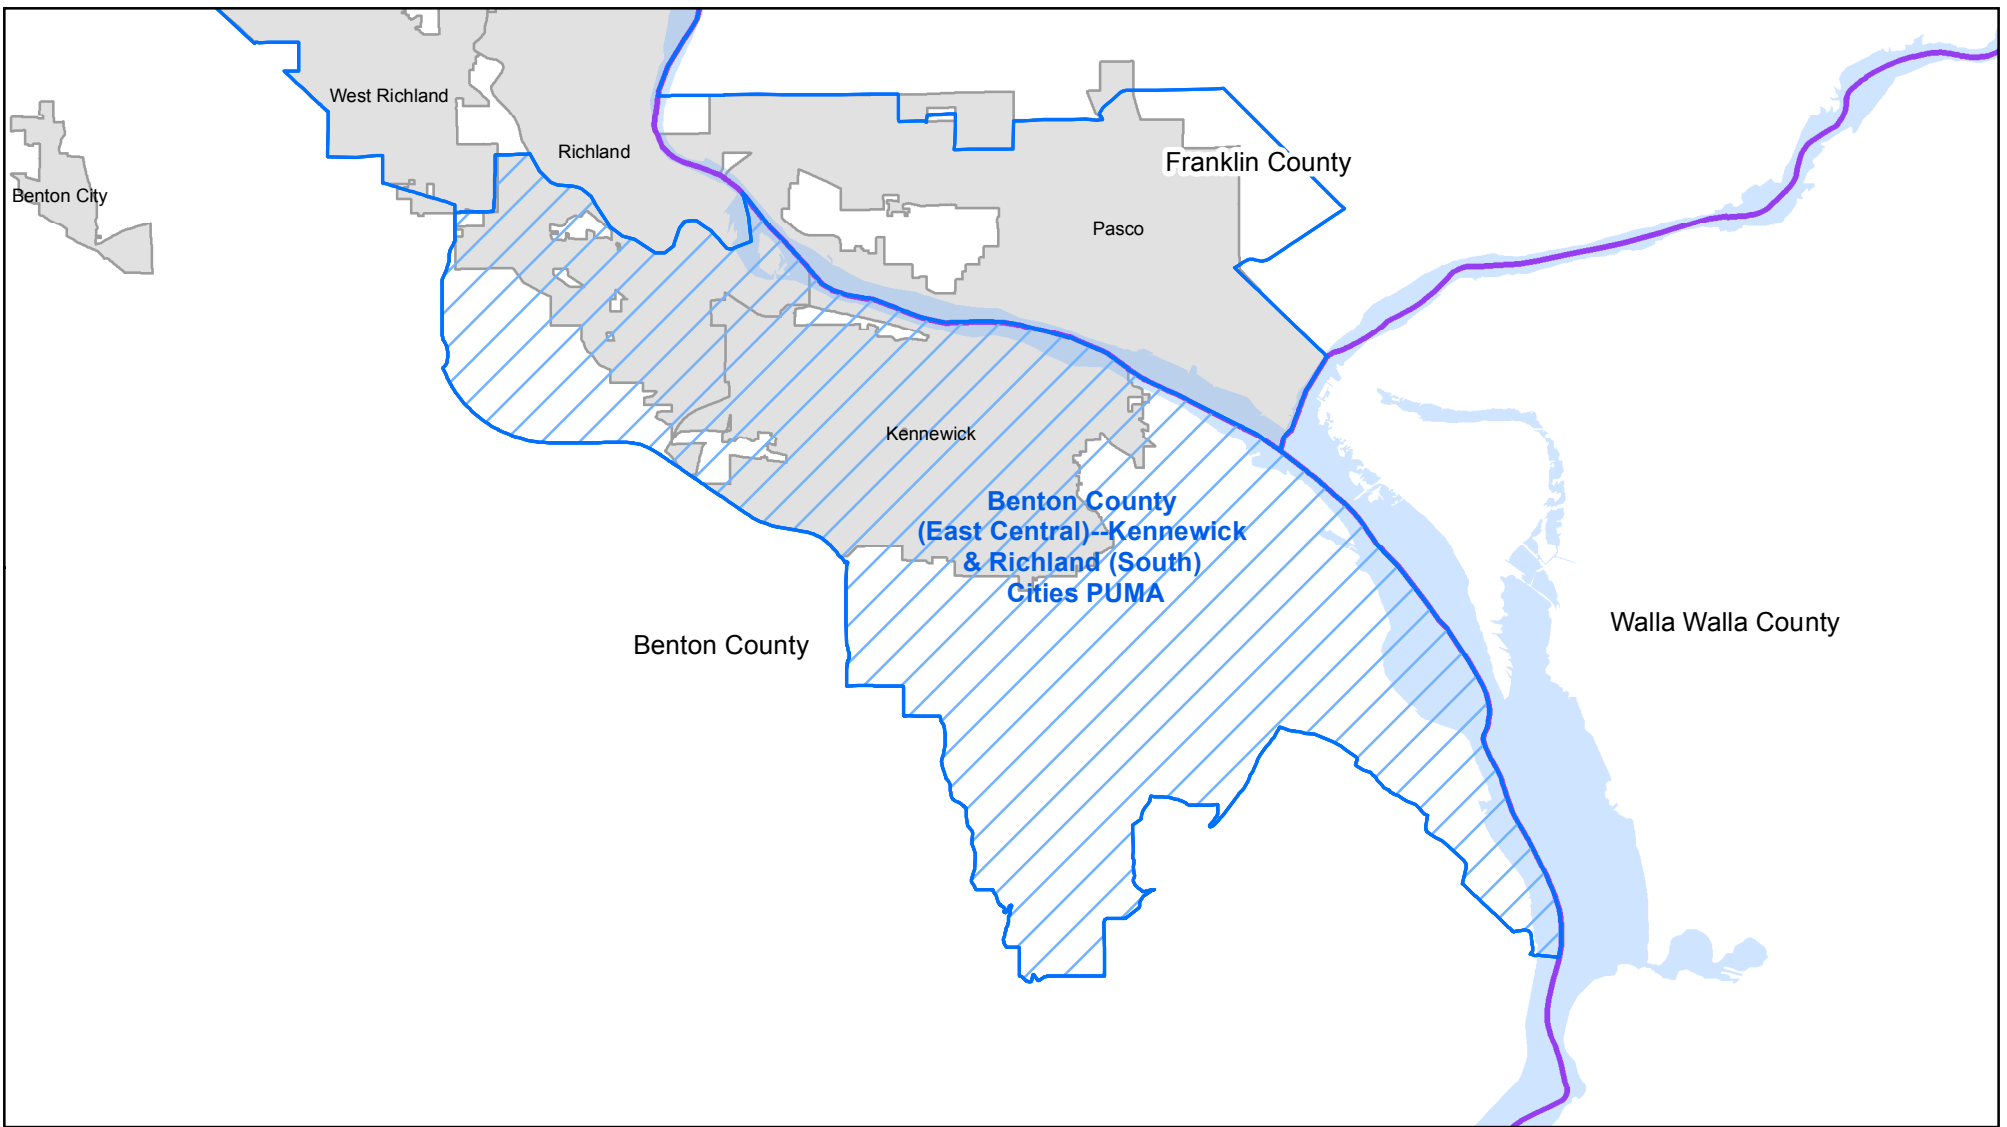 West Richland
Richland
Franklin County
Benton City
Pasco
Kennewick
Benton County
(East Central)--Kennewick
& Richland (South)
Cities PUMA
Walla Walla County
Benton County